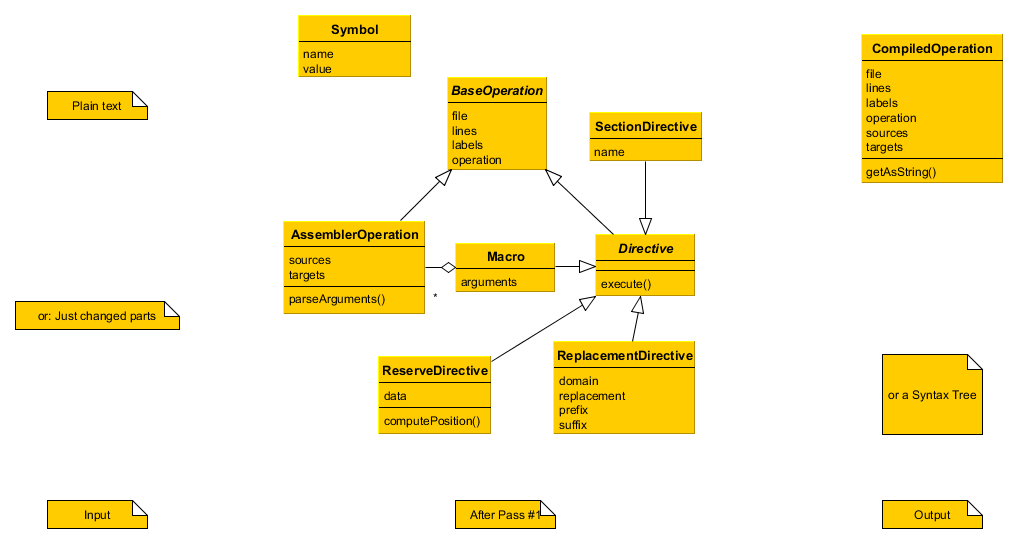 Symbol
name
value
CompiledOperation
file
lines
labels
operation
sources
targets
getAsString()
Plain text
BaseOperation
file
lines
labels
operation
SectionDirective
name
AssemblerOperation
sources
targets
parseArguments()
*
Macro
arguments
Directive
execute()
or: Just changed parts
ReserveDirective
data
computePosition()
ReplacementDirective
domain
replacement
prefix
suffix
or a Syntax Tree
Input
After Pass #1
Output